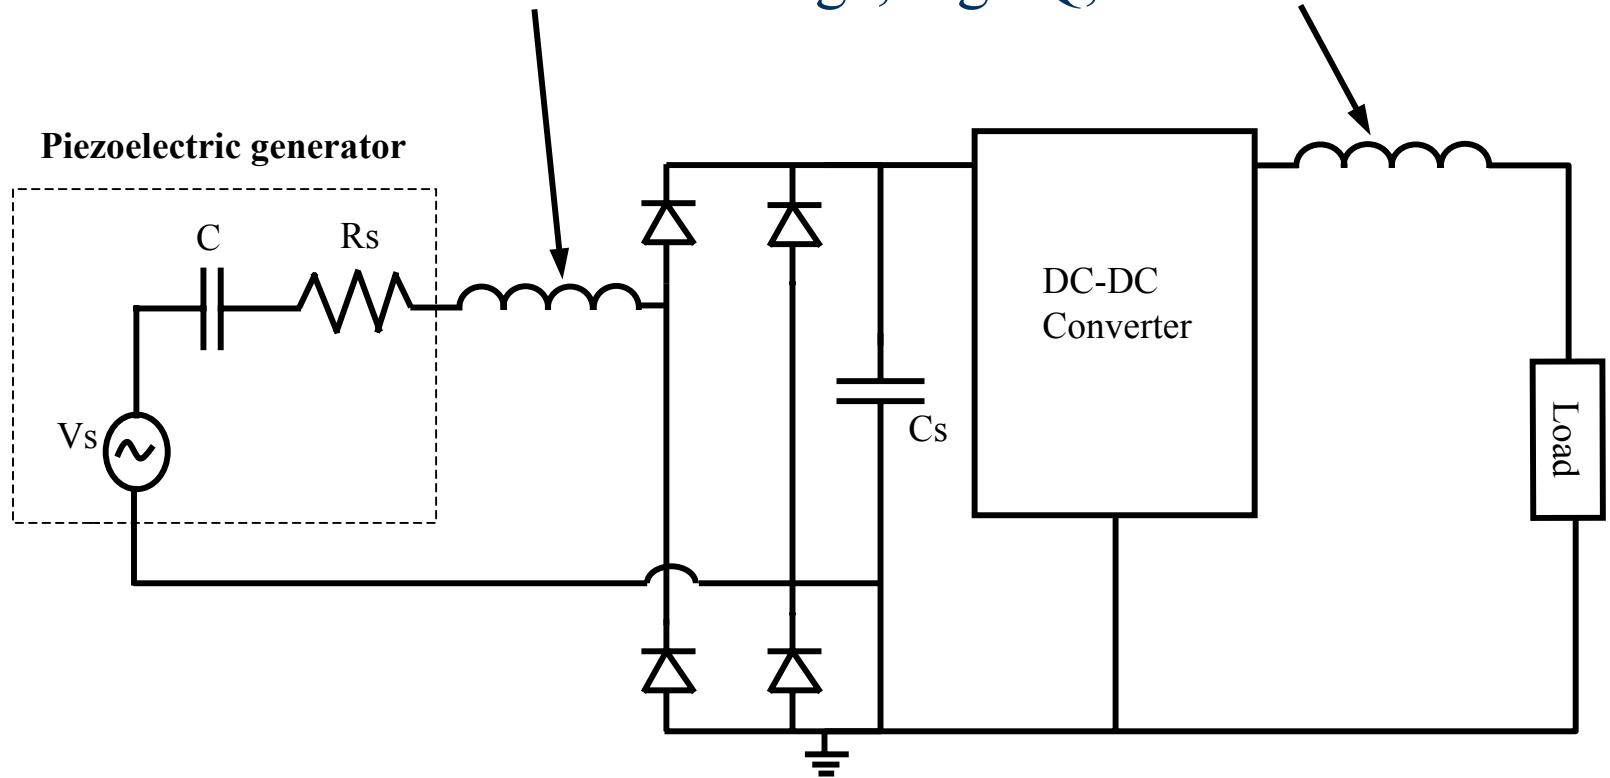 Piezoelectric generator
C
Rs
Vs
Cs
DC-DC
Converter
Load